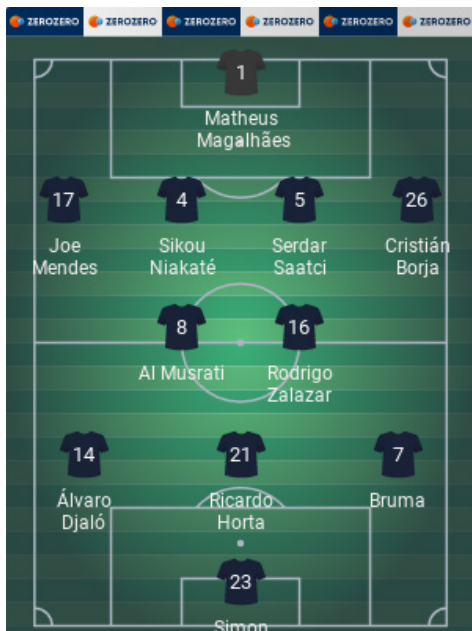 ZEROZERO ZEROZERO ZEROZERO ZEROZERO ZEROZERO ZEROZERO
1
Matheus
Magalhães
17 4 5 26
Joe Sikou Serdar Cristián
Mendes Niakaté Saatci Borja
8 16
Al Musrati Rodrigo
Zalazar
14 21 7
Álvaro Ricardo Bruma
Djaló Horta
23
Simon